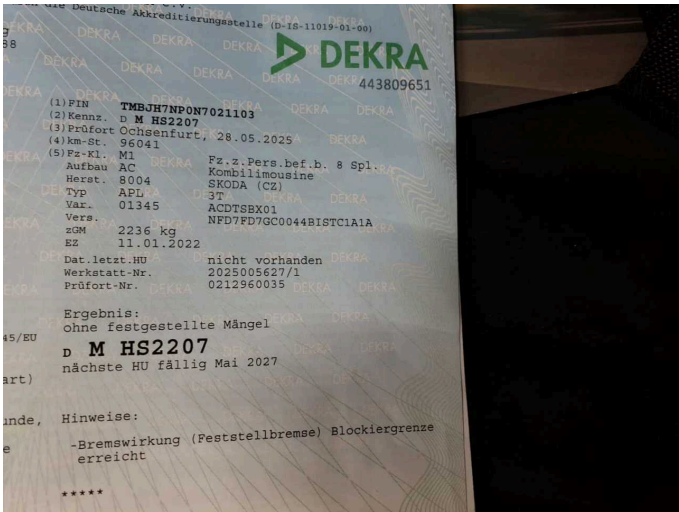 die Deutsche Akkreditierungsstelle (D-IS-11019-01-00)
88
DEKRA
443809651
(1)FIN TMBJH7NP0N7021103
(2)Kennz. D M HS2207
(3)Prüfort Ochsenfurt, 28.05.2025
(4)km-St. 96041
(5)Fz-Kl. M1 Fz.z.Pers.bef.b. 8 Spl.
Aufbau AC Kombilimousine
Herst. 8004 SKODA (CZ)
Typ APL 3T
Var. 01345 ACDTSBX01
Vers. NFD7FD7GC0044BISTC1A1A
zGM 2236 kg
EZ 11.01.2022
Dat.letzt.HU nicht vorhanden
Werkstatt-Nr. 2025005627/1
Prüfort-Nr. 0212960035
Ergebnis:
ohne festgestellte Mängel
45/EU
D M HS2207
nächste HU fällig Mai 2027
art)
unde,
Hinweise:
e
-Bremswirkung (Feststellbremse) Blockiergrenze
erreicht
*****